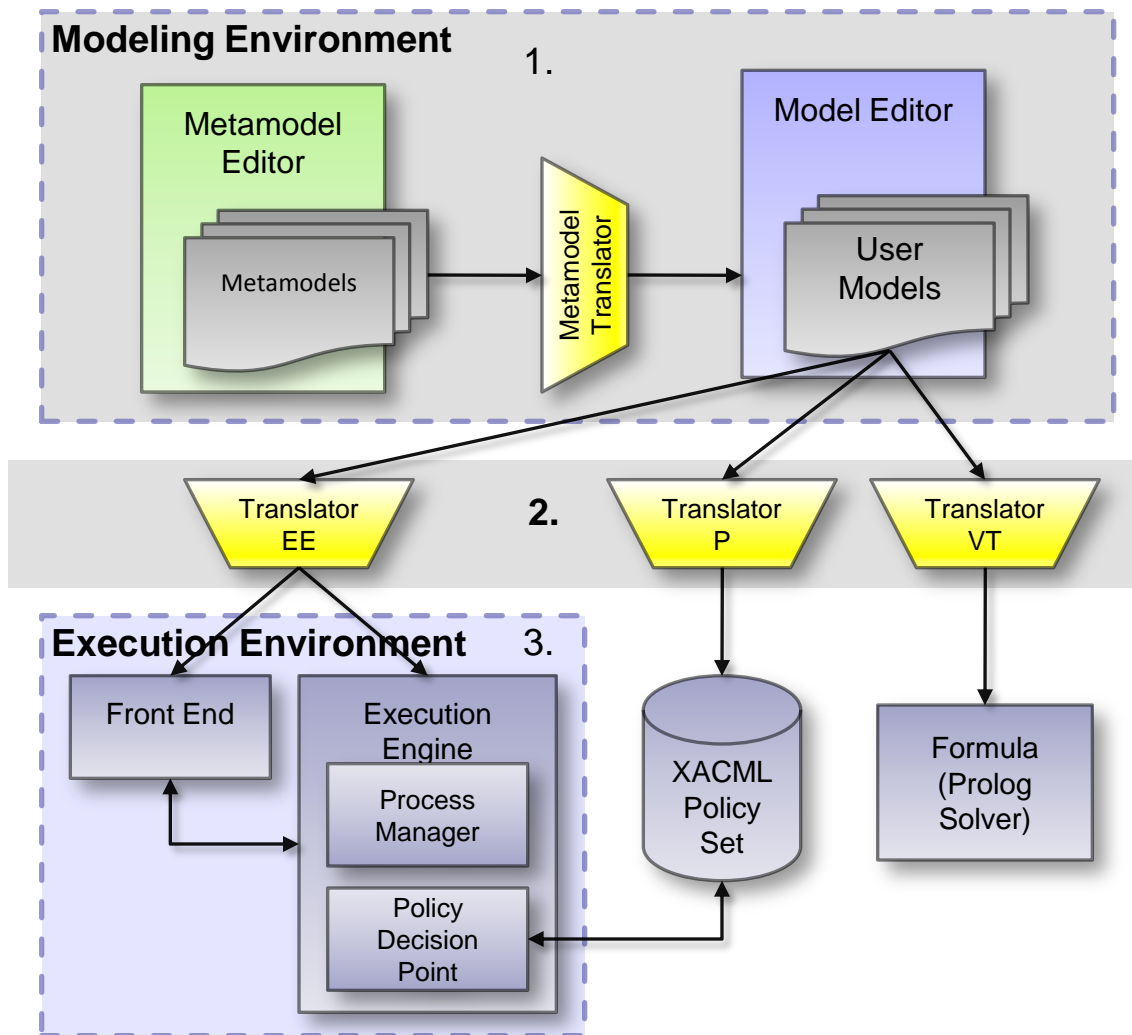 Modeling Environment
1.
Metamodel
Editor
Metamodels
Metamodel
Translator
Model Editor
User
Models
Translator
EE
2.
Translator
P
Translator
VT
Execution Environment
3.
Front End
Execution
Engine
Process
Manager
Policy
Decision
Point
XACML
Policy
Set
Formula
(Prolog
Solver)